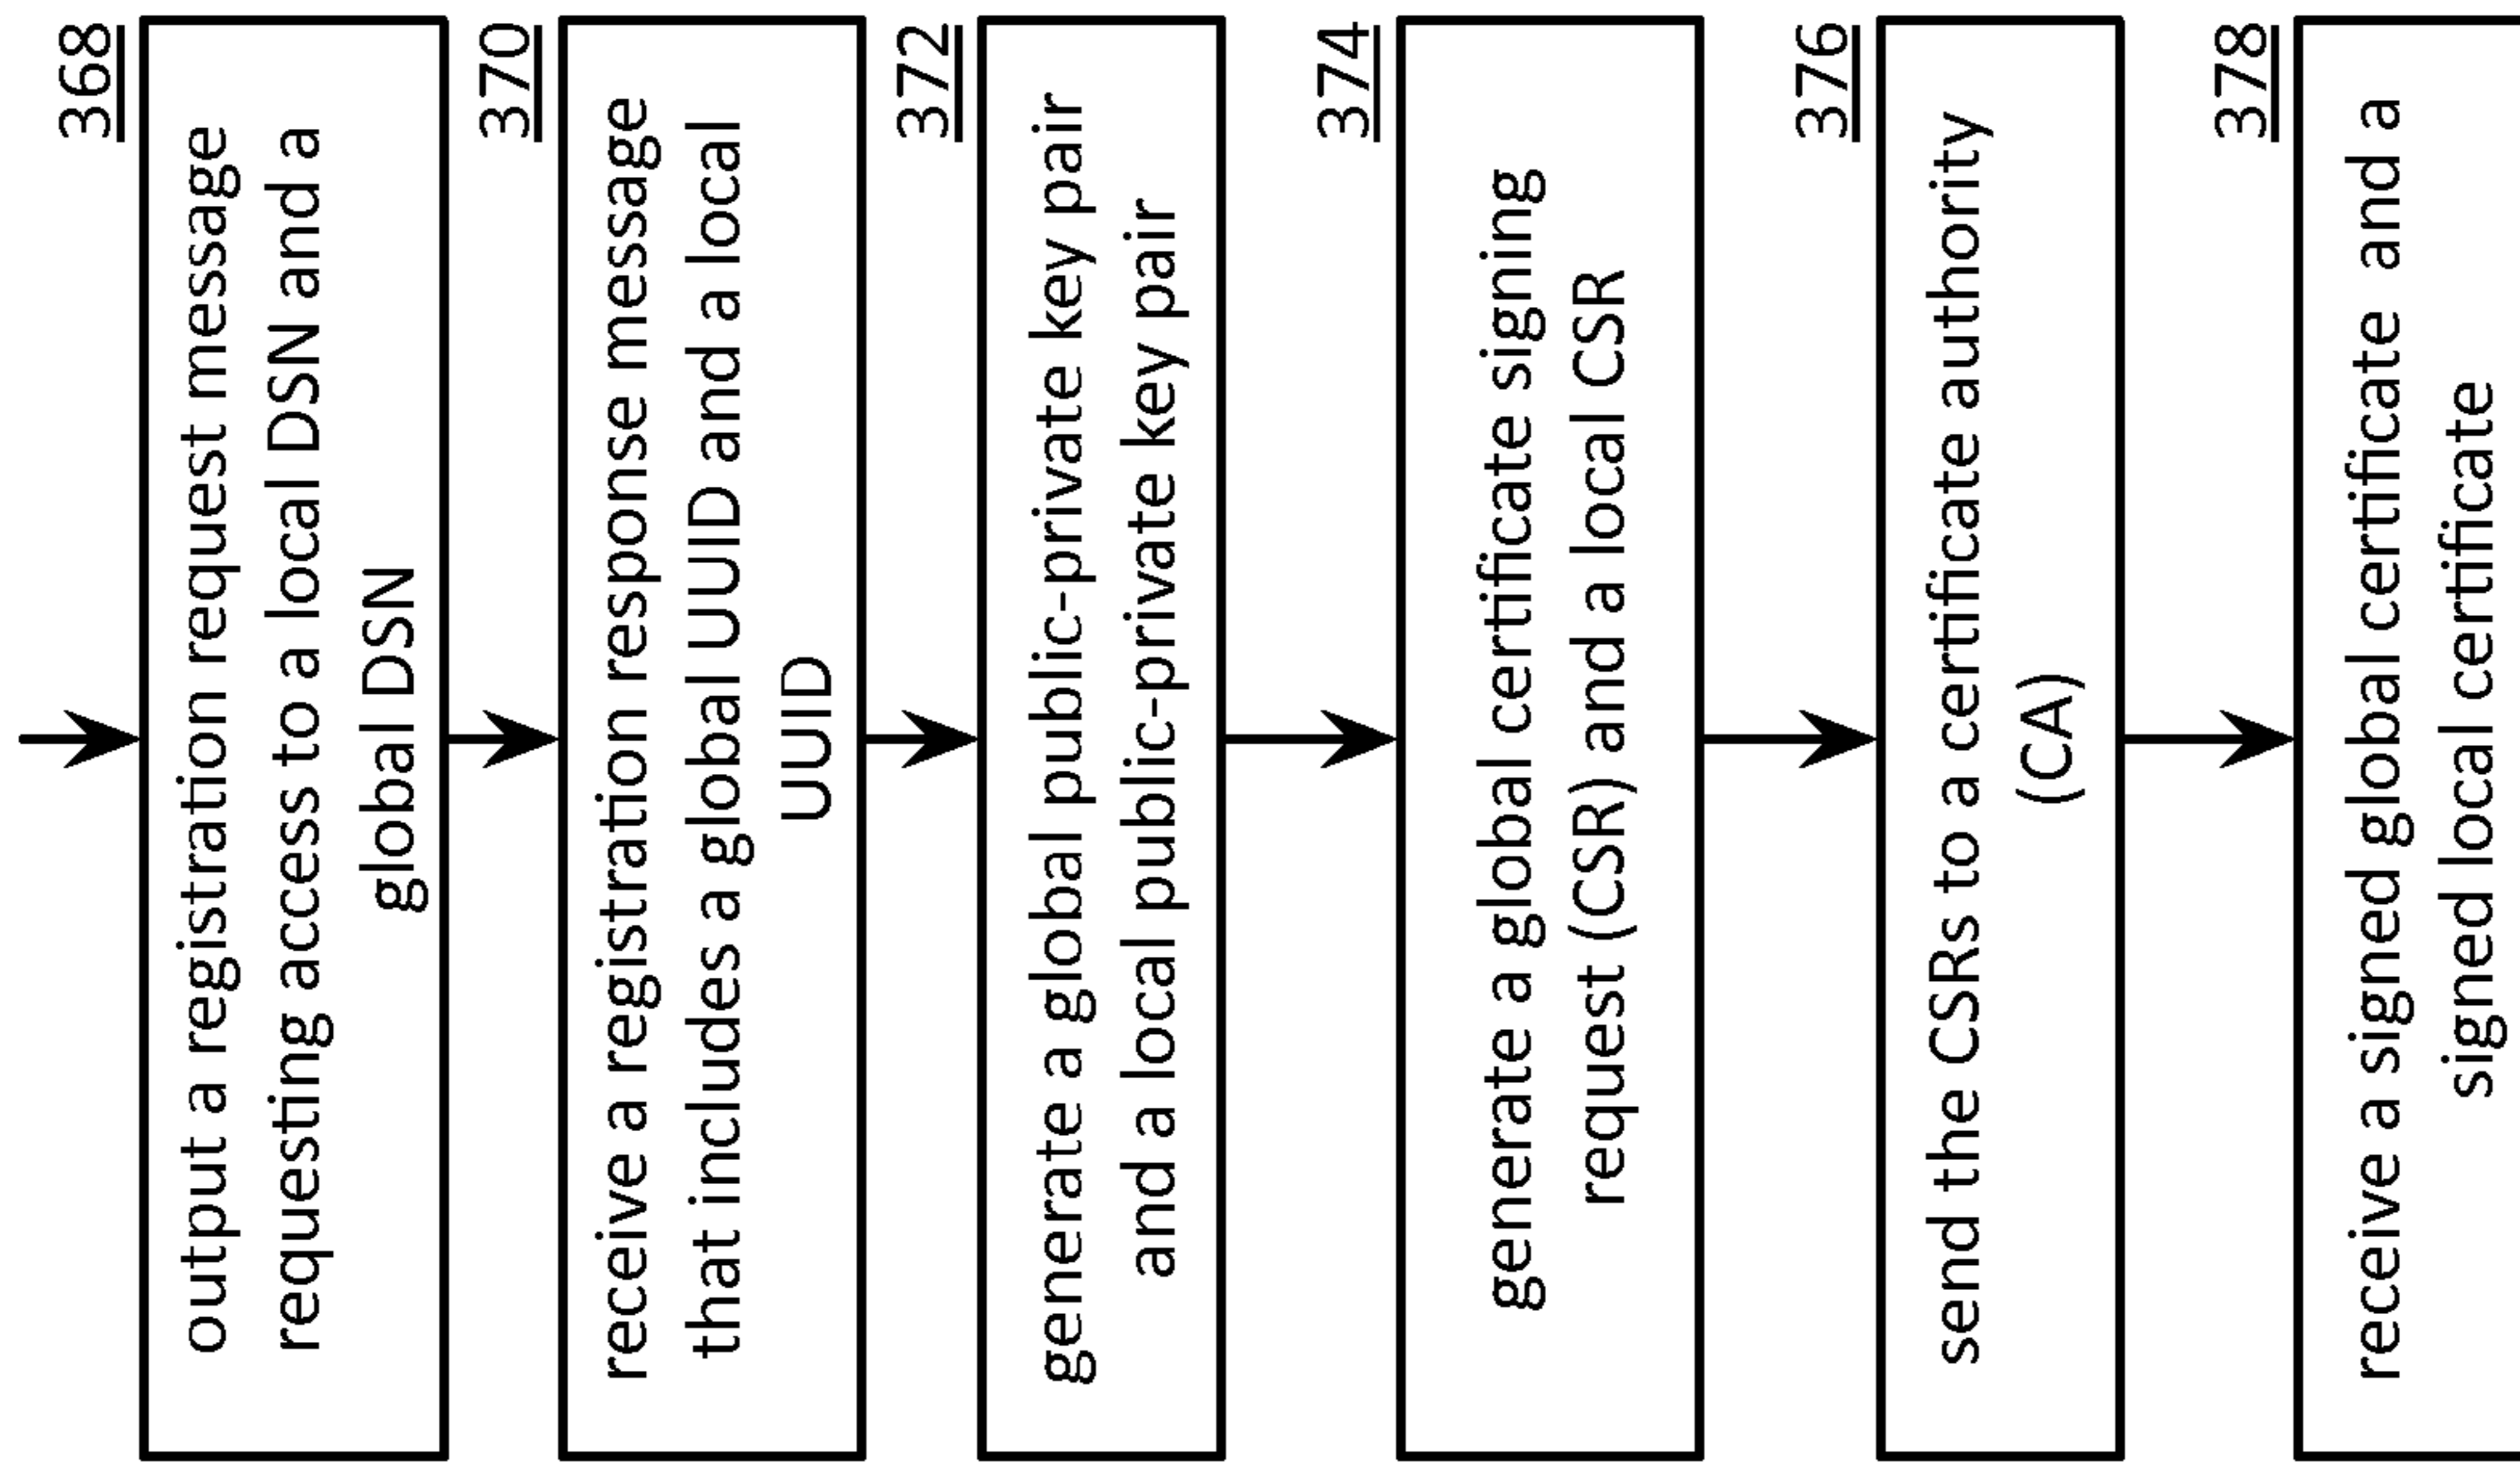 368
output a registration request message
requesting access to a local DSN and a
global DSN
370
receive a registration response message
that includes a global UUID and a local
UUID
372
generate a global public-private key pair
and a local public-private key pair
374
generate a global certificate signing
request (CSR) and a local CSR
376
send the CSRs to a certificate authority
(CA)
378
receive a signed global certificate and a
signed local certificate